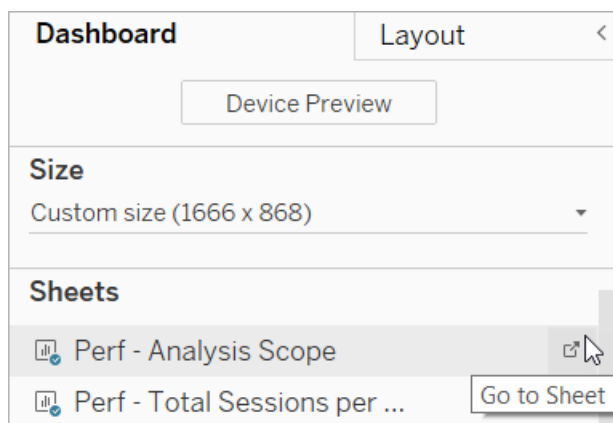 Dashboard Layout
Device Preview
Size
Custom size (1666 x 868)
Sheets
Perf - Analysis Scope
Perf - Total Sessions per ...
Go to Sheet